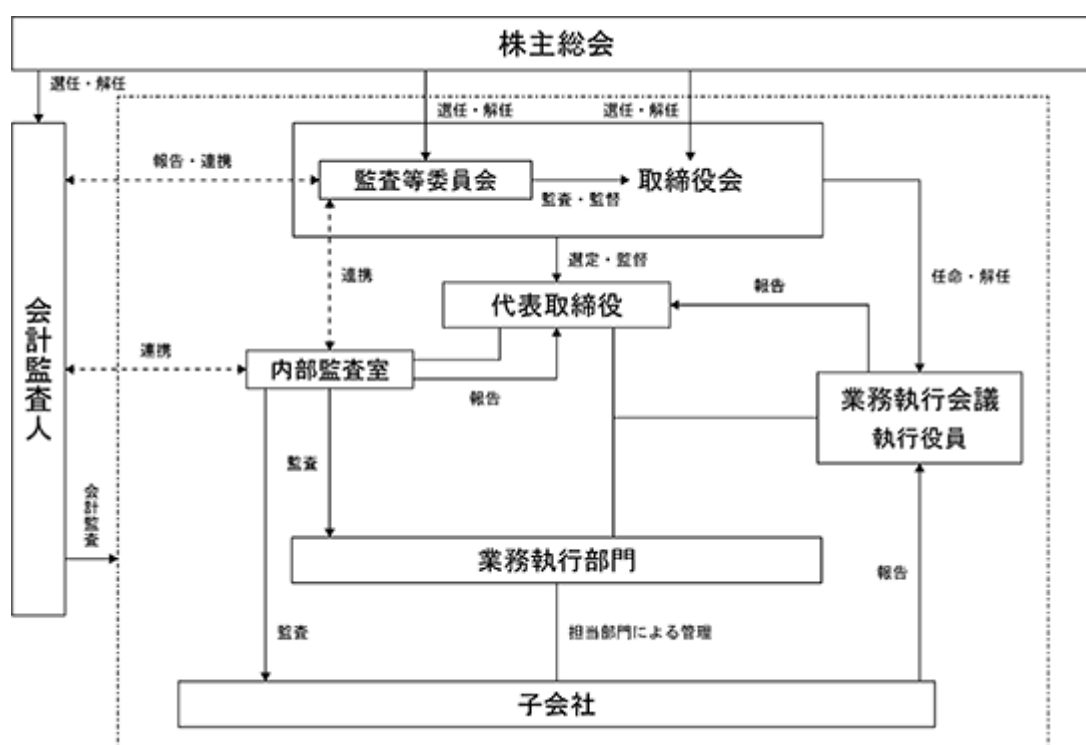 株主総会
選任・解任
選任・解任
選任・解任
報告・連携
監査等委員会
取締役会
監査・監督
連携
選定・監督
任命・解任
代表取締役
報告
連携
内部監査室
報告
会計監査人
業務執行会議
執行役員
監査
会計監査
業務執行部門
報告
監査
担当部門による管理
子会社